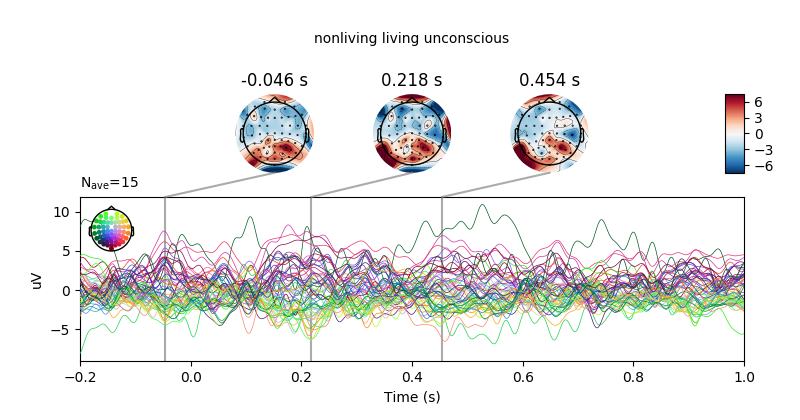 nonliving living unconscious
-0.046 s 0.218 s 0.454 s
6
3
0
−3
−6
Nave=15
10
5
0
−5
uV
−0.2 0.0 0.2 0.4 0.6 0.8 1.0
Time (s)